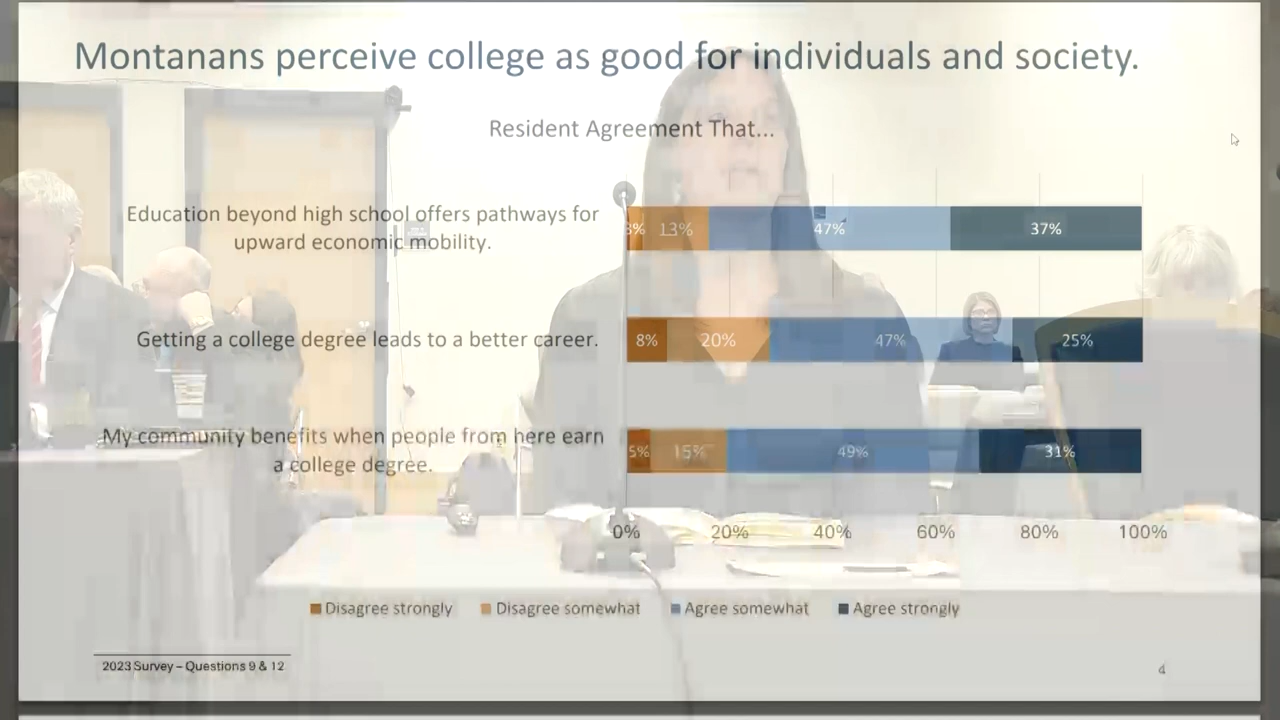 Montanans perceive college as good for individuals and society.
Resident Agreement That...
Education beyond high school offers pathways for
upward economic mobility.
3% 13% 47% 37%
Getting a college degree leads to a better career.
8% 20% 47% 25%
My community benefits when people from here earn
a college degree.
5% 15% 49% 31%
0% 20% 40% 60% 80% 100%
Disagree strongly Disagree somewhat Agree somewhat Agree strongly
2023 Survey – Questions 9 & 12
4